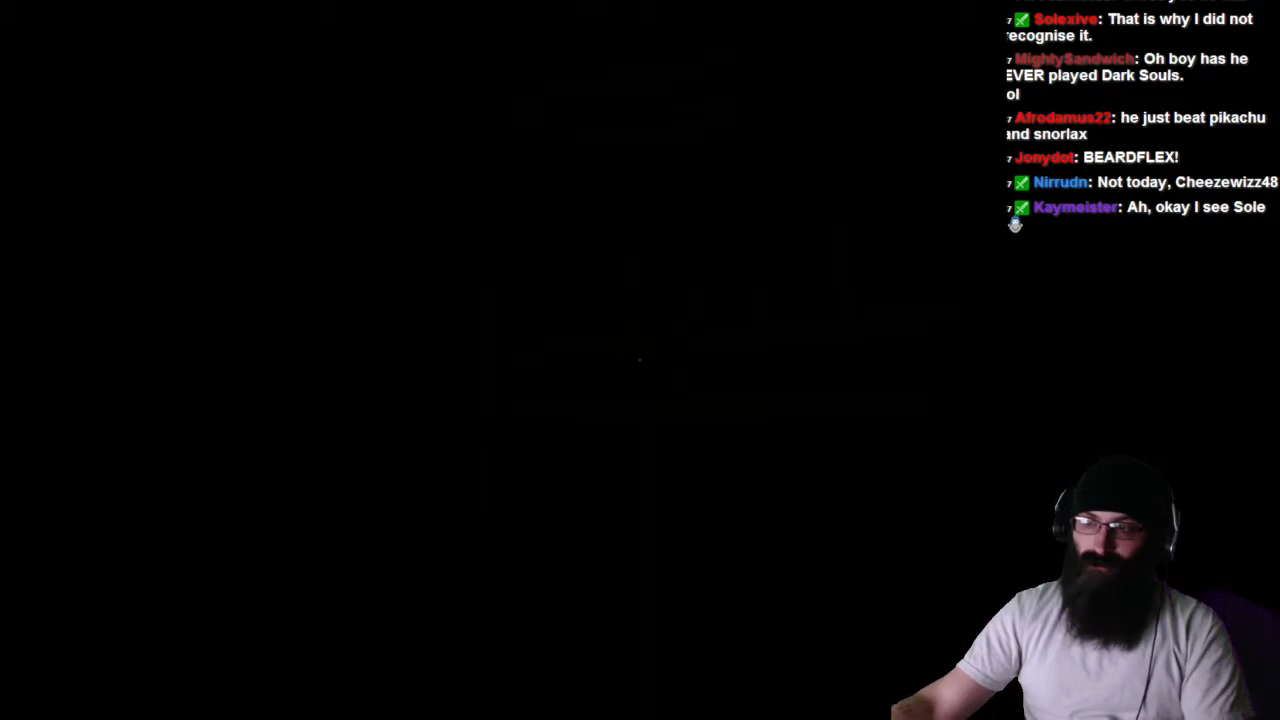 Solexive: That is why I did not
recognise it.
MightySandwich: Oh boy has he
EVER played Dark Souls.
ol
Afrodamus22: he just beat pikachu
and snorlax
Jonydot: BEARDFLEX!
Nirrudn: Not today, Cheezewizz48
Kaymeister: Ah, okay I see Sole